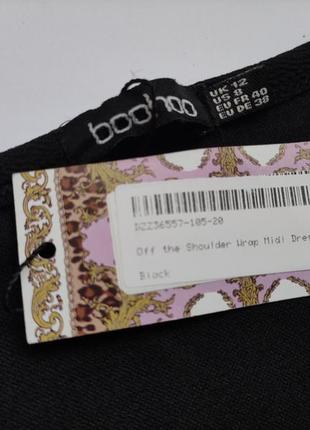 boohoo
UK 12
US 8
EU FR 40
EU DE 38
DZZ36557-105-20
Off the Shoulder Wrap Midi Dres
Black